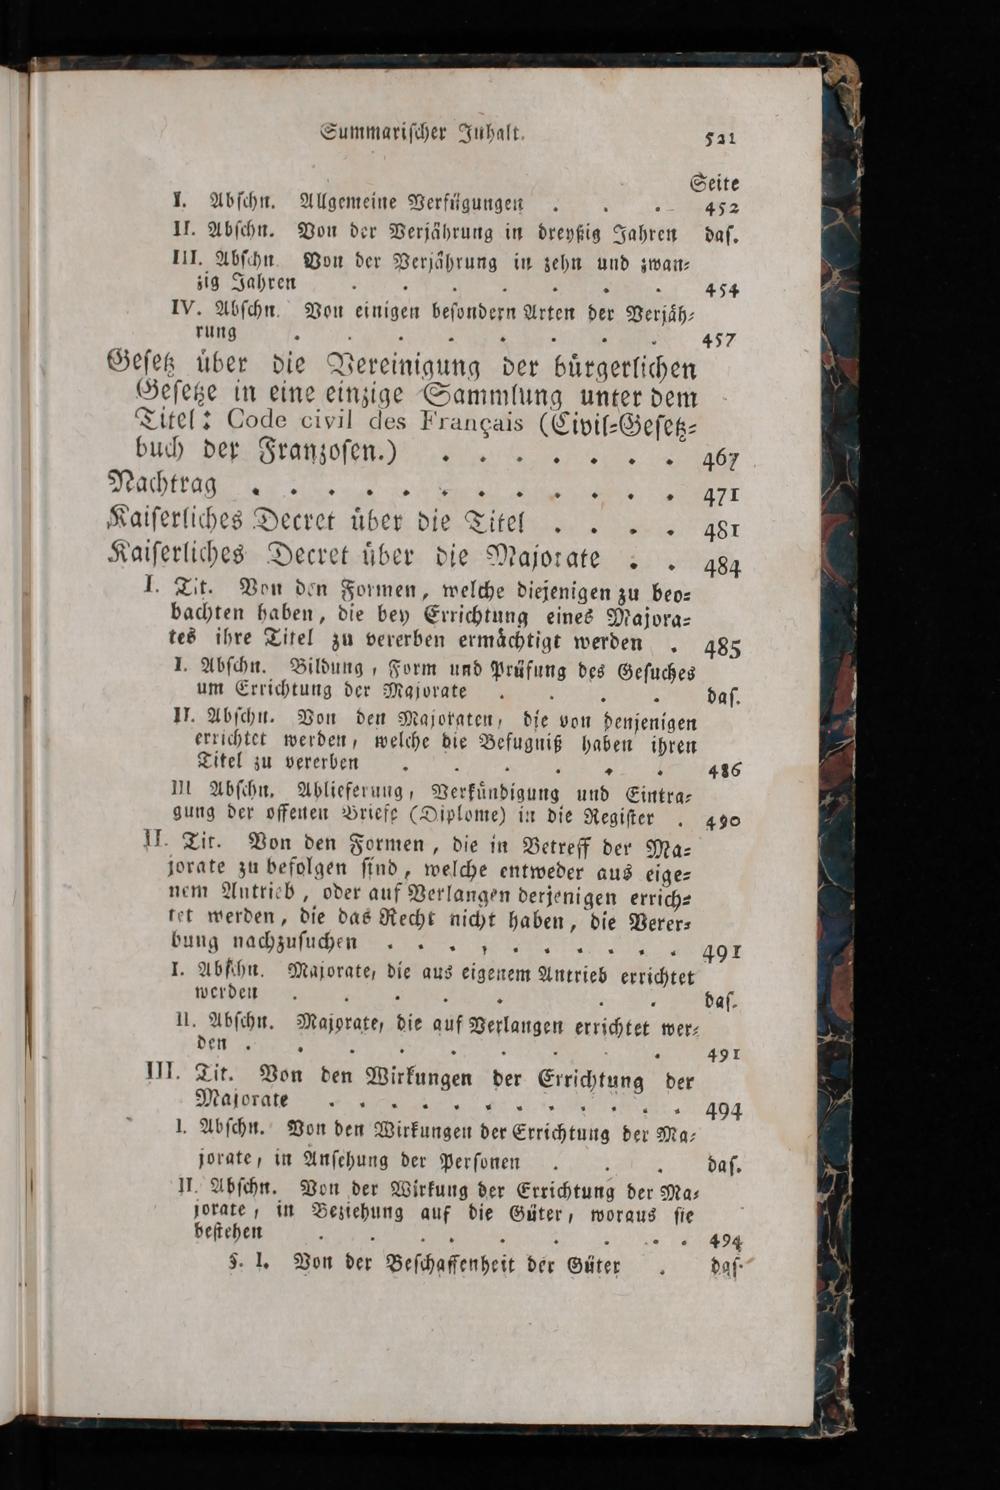 Summariſcher Inhalt. 521
Seite
I. Abſchn. Allgemeine Verfügungen . . . 452
II. Abſchn. Von der Verjährung in dreyßig Jahren daſ.
III. Abſchn. Von der Verjährung in zehn und zwan-
zig Jahren . . . . . . . 454
IV. Abſchn. Von einigen beſondern Arten der Verjäh-
rung . . . . . . . . 457
Geſetz über die Vereinigung der bürgerlichen
Geſetze in eine einzige Sammlung unter dem
Titel: Code civil des Français (Civil-Geſetz-
buch der Franzoſen.) . . . . . . . 467
Nachtrag . . . . . . . . . . . . 471
Kaiſerliches Decret über die Titel . . . . 481
Kaiſerliches Decret über die Majorate . . 484
I. Tit. Von den Formen, welche diejenigen zu beo-
bachten haben, die bey Errichtung eines Majora-
tes ihre Titel zu vererben ermächtigt werden . 485
I. Abſchn. Bildung, Form und Prüfung des Geſuches
um Errichtung der Majorate . . . . daſ.
II. Abſchn. Von den Majoraten, die von denjenigen
errichtet werden, welche die Befugniß haben ihren
Titel zu vererben . . . . . . 486
III Abſchn. Ablieferung, Verkündigung und Eintra-
gung der offenen Briefe (Diplome) in die Regiſter . 490
II. Tit. Von den Formen, die in Betreff der Ma-
jorate zu befolgen ſind, welche entweder aus eige-
nem Antrieb, oder auf Verlangen derjenigen errich-
tet werden, die das Recht nicht haben, die Verer-
bung nachzuſuchen . . . . . . . . . . 491
I. Abſchn. Majorate, die aus eigenem Antrieb errichtet
werden . . . . . . . daſ.
II. Abſchn. Majorate, die auf Verlangen errichtet wer-
den . . . . . . . . . 491
III. Tit. Von den Wirkungen der Errichtung der
Majorate . . . . . . . . . . . . 494
I. Abſchn. Von den Wirkungen der Errichtung der Ma-
jorate, in Anſehung der Perſonen . . . daſ.
II. Abſchn. Von der Wirkung der Errichtung der Ma-
jorate, in Beziehung auf die Güter, woraus ſie
beſtehen . . . . . . . . . 494
§. I. Von der Beſchaffenheit der Güter . daſ.